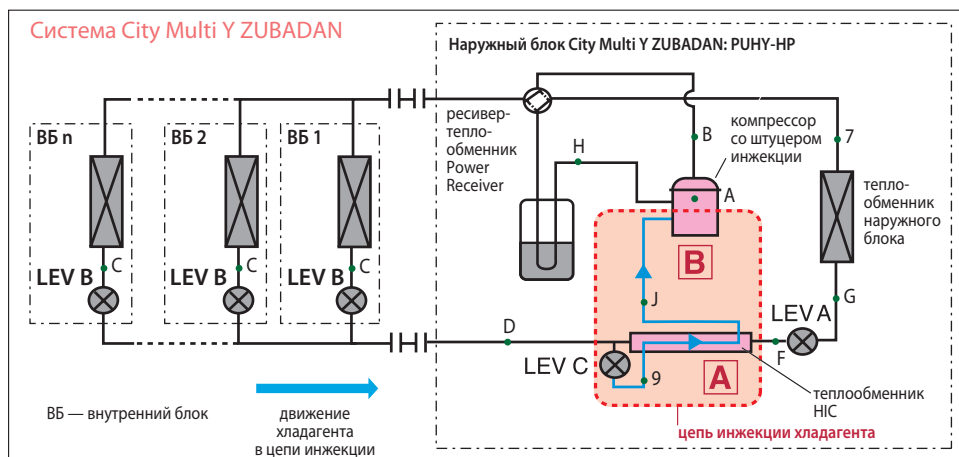 Система City Multi Y ZUBADAN
Наружный блок City Multi Y ZUBADAN: PUHY-HP
ресивер-
тепло-
обменник
Power
Receiver
компрессор
со штуцером
инжекции
B
7
H
A
ВБ n
ВБ 2
ВБ 1
тепло-
обменник
наружного
блока
B
LEV B
C
LEV B
C
LEV B
C
J
G
LEV A
D
F
LEV C
9
A
теплообменник
HIC
ВБ — внутренний блок
движение
хладагента
в цепи инжекции
цепь инжекции хладагента